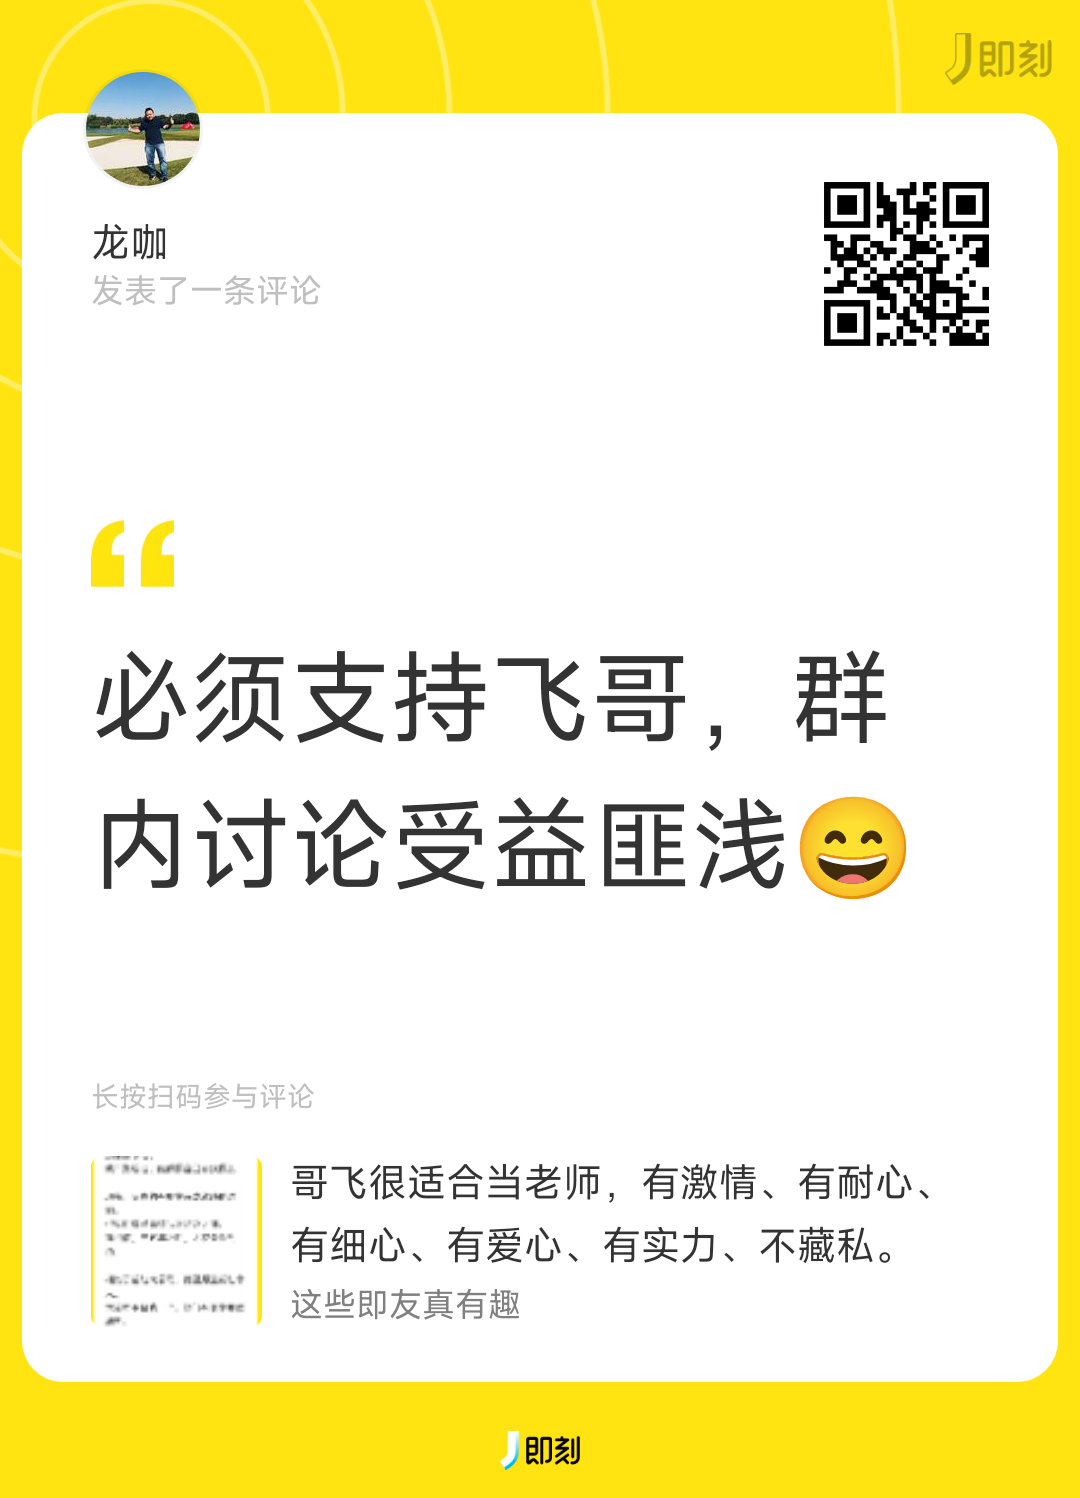 即刻
龙咖
发表了一条评论
必须支持飞哥，群
内讨论受益匪浅😄
长按扫码参与评论
哥飞很适合当老师，有激情、有耐心、
有细心、有爱心、有实力、不藏私。
这些即友真有趣
即刻